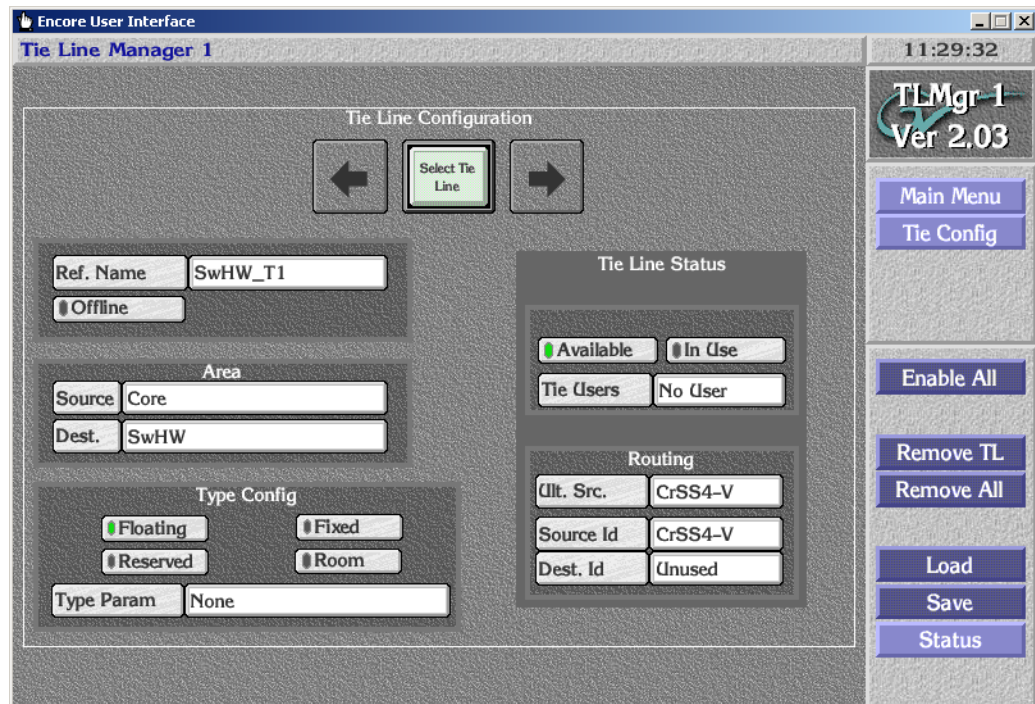 Encore User Interface
Tie Line Manager 1
11:29:32
TLMgr 1
Ver 2.03
Main Menu
Tie Config
Enable All
Remove TL
Remove All
Load
Save
Status
Tie Line Configuration
Select Tie
Line
Ref. Name SwHW_T1
Offline
Area
Source Core
Dest. SwHW
Type Config
Floating Fixed
Reserved Room
Type Param None
Tie Line Status
Available In Use
Tie Users No User
Routing
Ult. Src. CrSS4-V
Source Id CrSS4-V
Dest. Id Unused